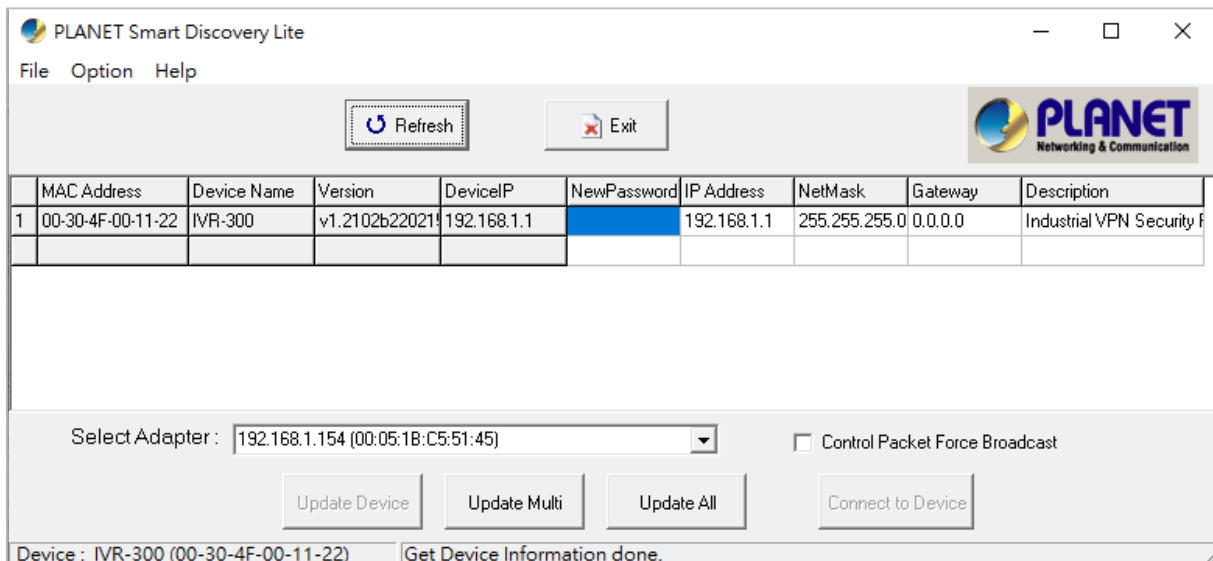 PLANET Smart Discovery Lite
File Option Help
Refresh Exit
PLANET
Networking & Communication
MAC Address Device Name Version DeviceIP NewPassword IP Address NetMask Gateway Description
1 00-30-4F-00-11-22 IVR-300 v1.2102b22021 192.168.1.1 192.168.1.1 255.255.255.0 0.0.0.0 Industrial VPN Security
Select Adapter : 192.168.1.154 (00:05:1B:C5:51:45) Control Packet Force Broadcast
Update Device Update Multi Update All Connect to Device
Device : IVR-300 (00-30-4F-00-11-22) Get Device Information done.